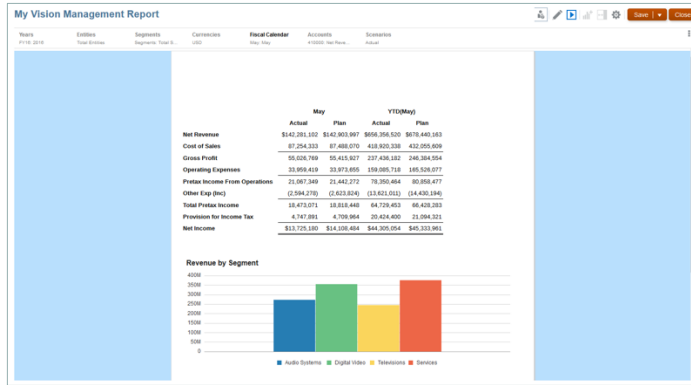 My Vision Management Report
Save
Close
Years Entities Segments Currencies Fiscal Calendar Accounts Scenarios
FY16: 2016 Total Entities Segments: Total S... USD May: May 410000: Net Reve... Actual
May YTD(May)
Actual Plan Actual Plan
Net Revenue $142,281,102 $142,903,997 $656,356,520 $678,440,163
Cost of Sales 87,254,333 87,488,070 418,920,338 432,055,609
Gross Profit 55,026,769 55,415,927 237,436,182 246,384,554
Operating Expenses 33,959,419 33,973,655 159,085,718 165,526,077
Pretax Income From Operations 21,067,349 21,442,272 78,350,464 80,858,477
Other Exp (Inc) (2,594,278) (2,623,824) (13,621,011) (14,430,194)
Total Pretax Income 18,473,071 18,818,448 64,729,453 66,428,283
Provision for Income Tax 4,747,891 4,709,964 20,424,400 21,094,321
Net Income $13,725,180 $14,108,484 $44,305,054 $45,333,961
Revenue by Segment
400M
350M
300M
250M
200M
150M
100M
50M
0
Audio Systems Digital Video Televisions Services